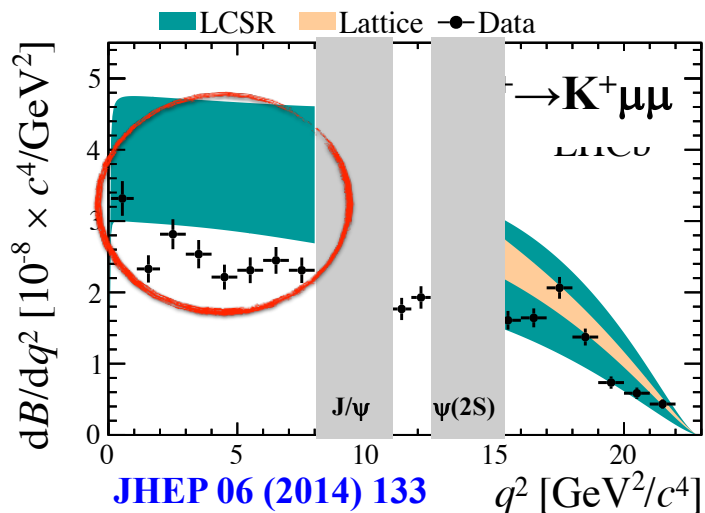 LCSR Lattice Data
dB/dq² [10⁻⁸ × c⁴/GeV²]
5
4
3
2
1
0
⁺→K⁺μμ
LHCb
J/ψ
ψ(2S)
0 5 10 15 20
JHEP 06 (2014) 133
q² [GeV²/c⁴]